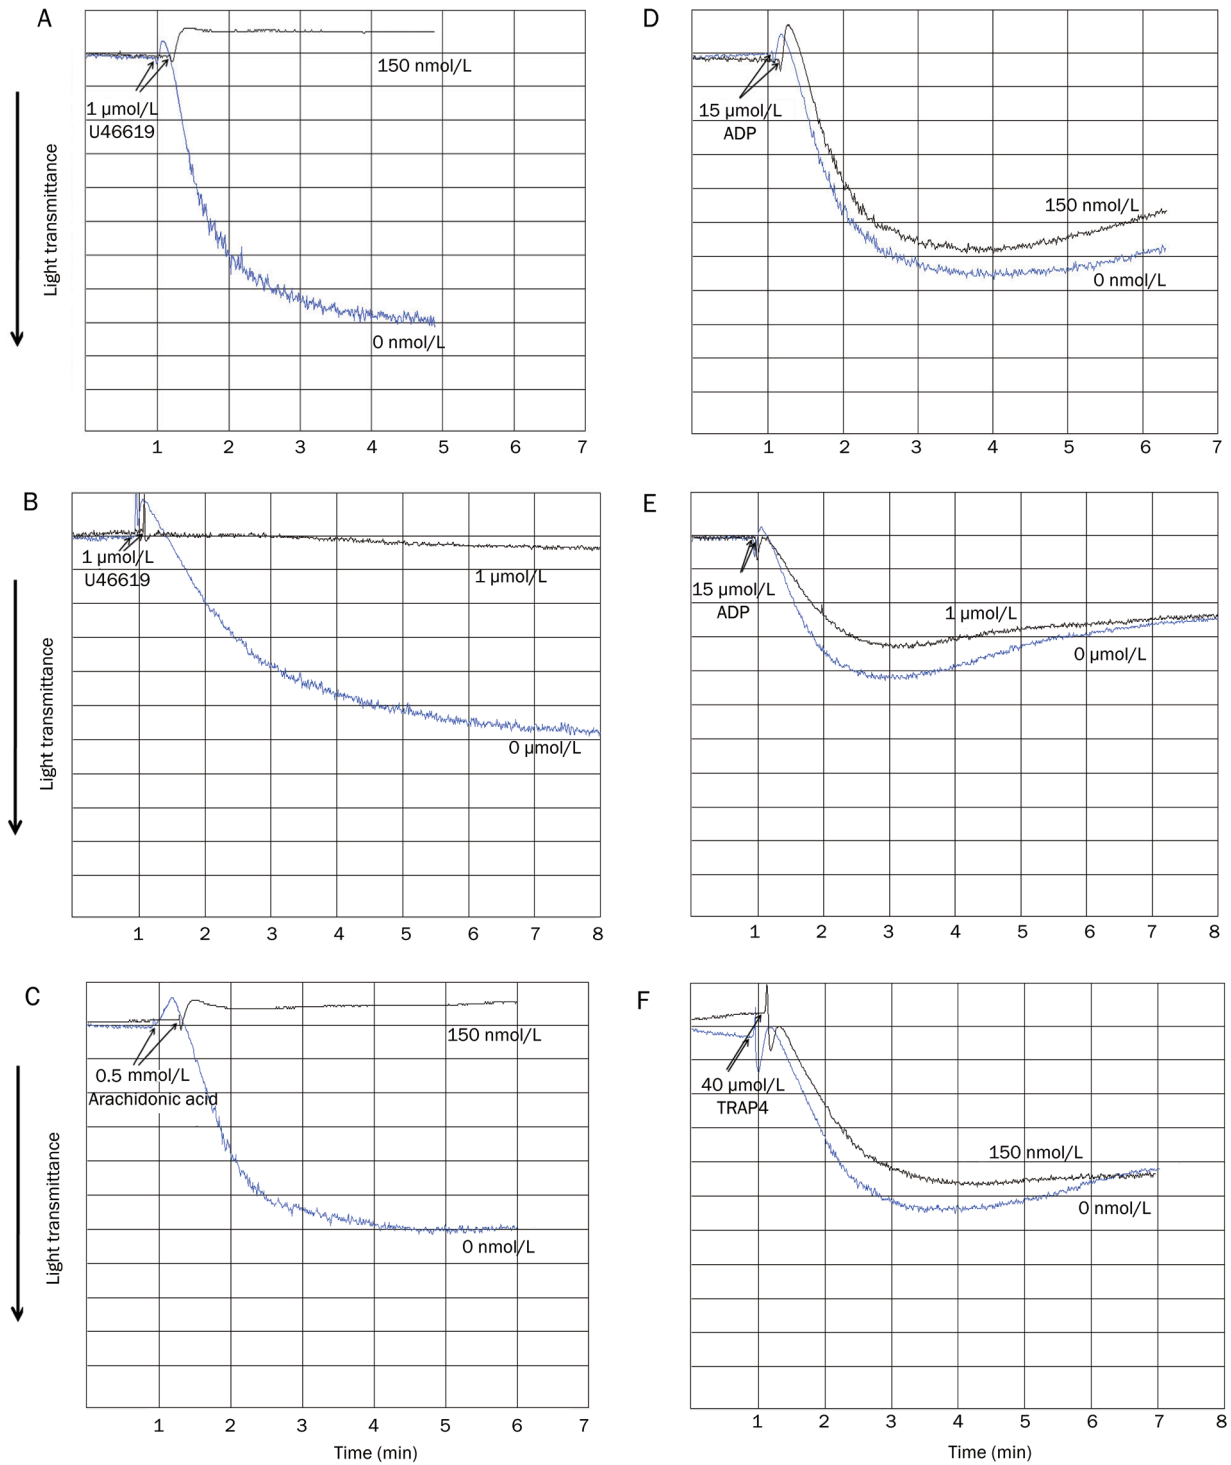 A
150 nmol/L
1 µmol/L
U46619
0 nmol/L
Light transmittance
1 2 3 4 5 6 7
D
15 µmol/L
ADP
150 nmol/L
0 nmol/L
1 2 3 4 5 6 7
B
1 µmol/L
U46619
1 µmol/L
0 µmol/L
Light transmittance
1 2 3 4 5 6 7 8
E
15 µmol/L
ADP
1 µmol/L
0 µmol/L
1 2 3 4 5 6 7 8
C
150 nmol/L
0.5 mmol/L
Arachidonic acid
0 nmol/L
Light transmittance
1 2 3 4 5 6 7
Time (min)
F
40 µmol/L
TRAP4
150 nmol/L
0 nmol/L
1 2 3 4 5 6 7 8
Time (min)